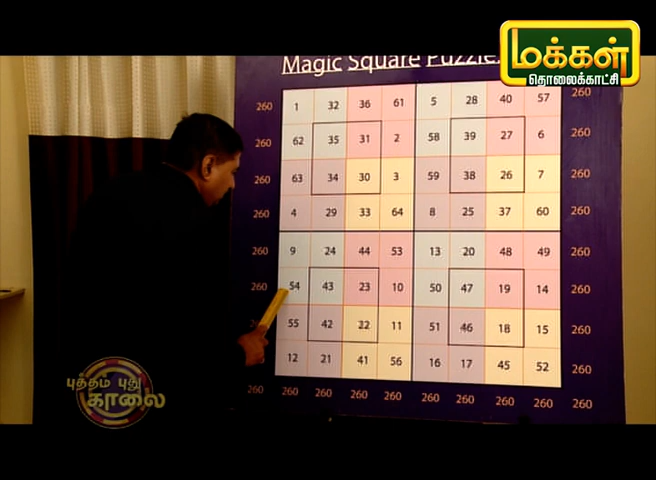 மக்கள்
தொலைக்காட்சி
Magic Square Puzzle
260 1 32 36 61 5 28 40 57 260
260 62 35 31 2 58 39 27 6 260
260 63 34 30 3 59 38 26 7 260
260 4 29 33 64 8 25 37 60 260
260 9 24 44 53 13 20 48 49 260
260 54 43 23 10 50 47 19 14 260
55 42 22 11 51 46 18 15 260
12 21 41 56 16 17 45 52 260
260 260 260 260 260 260 260 260 260 260
புத்தம் புது
காலை